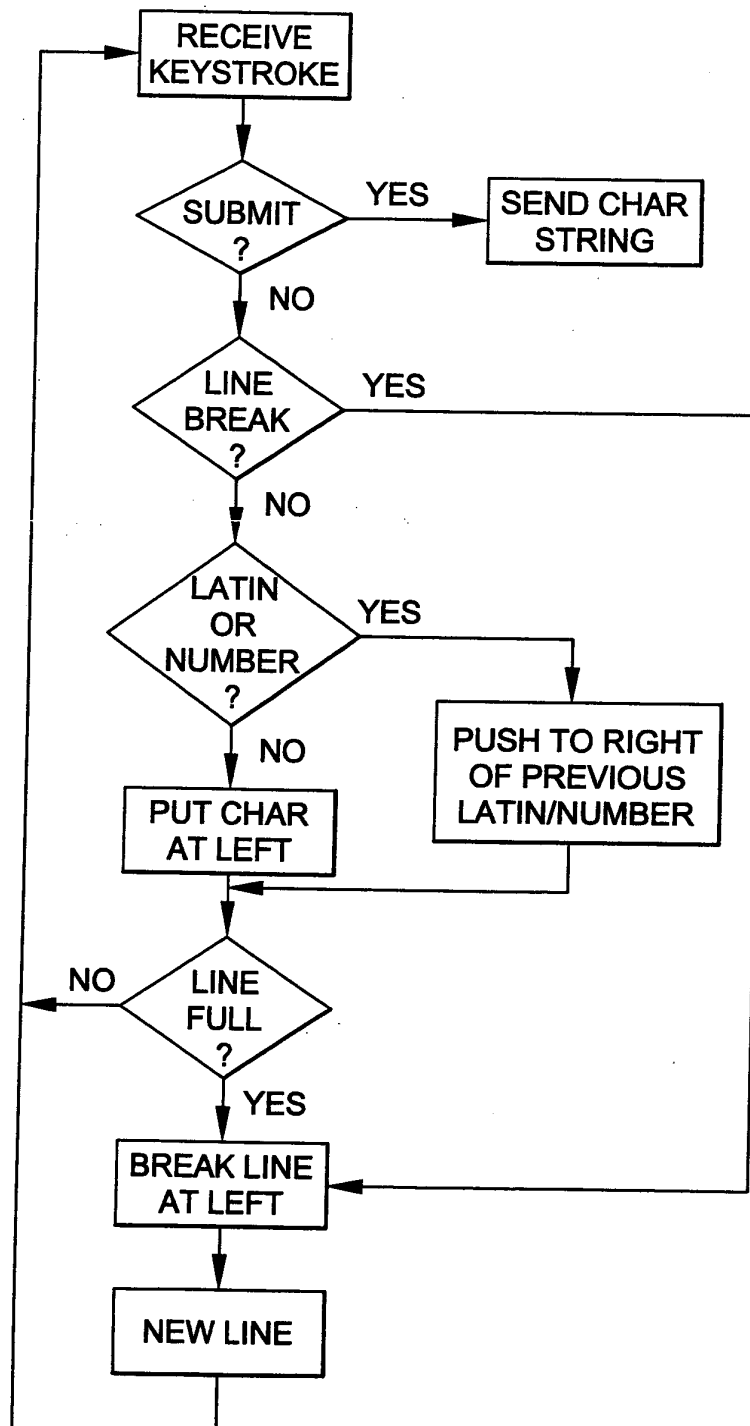 RECEIVE
KEYSTROKE
SUBMIT
?
YES
SEND CHAR
STRING
NO
LINE
BREAK
?
YES
NO
LATIN
OR
NUMBER
?
YES
NO
PUSH TO RIGHT
OF PREVIOUS
LATIN/NUMBER
PUT CHAR
AT LEFT
NO
LINE
FULL
?
YES
BREAK LINE
AT LEFT
NEW LINE